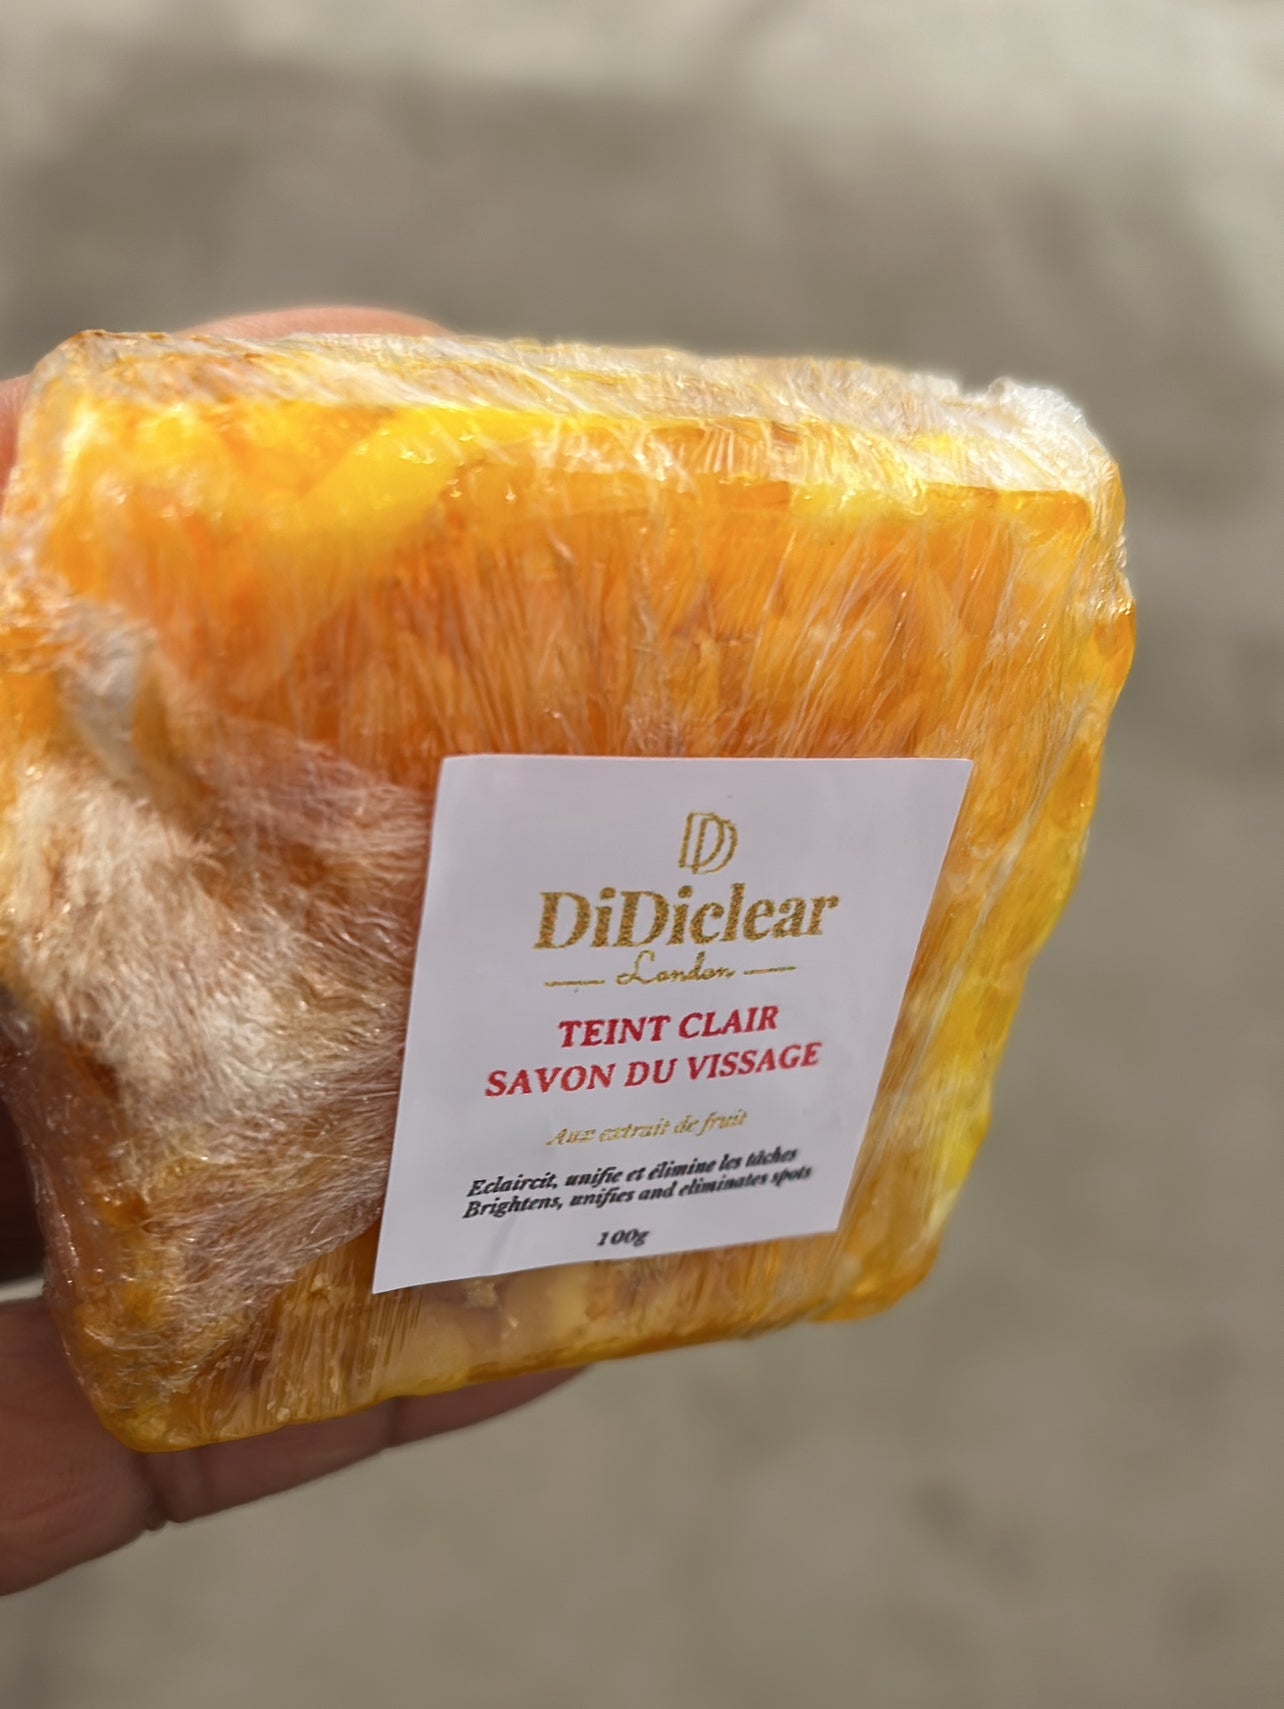 DD
DiDiclear
London
TEINT CLAIR
SAVON DU VISSAGE
Aux extrait de fruit
Eclaircit, unifie et élimine les tâches
Brightens, unifies and eliminates spots
100g